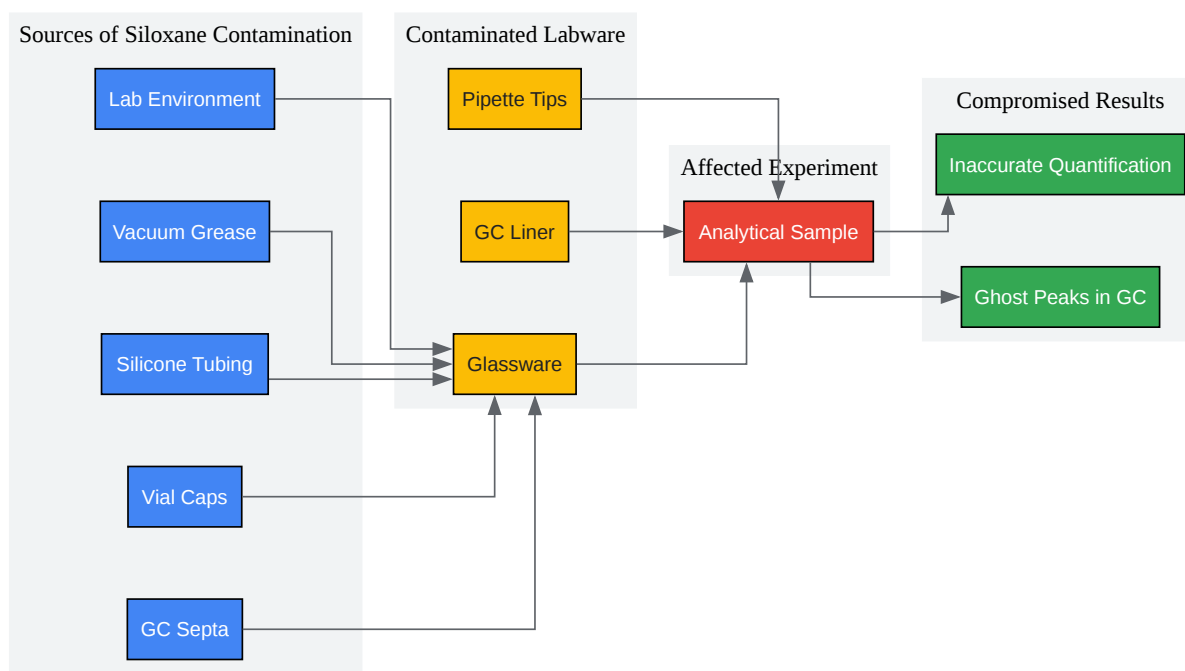 Sources of Siloxane Contamination
Lab Environment
Vacuum Grease
Silicone Tubing
Vial Caps
GC Septa
Contaminated Labware
Pipette Tips
GC Liner
Glassware
Affected Experiment
Analytical Sample
Compromised Results
Inaccurate Quantification
Ghost Peaks in GC